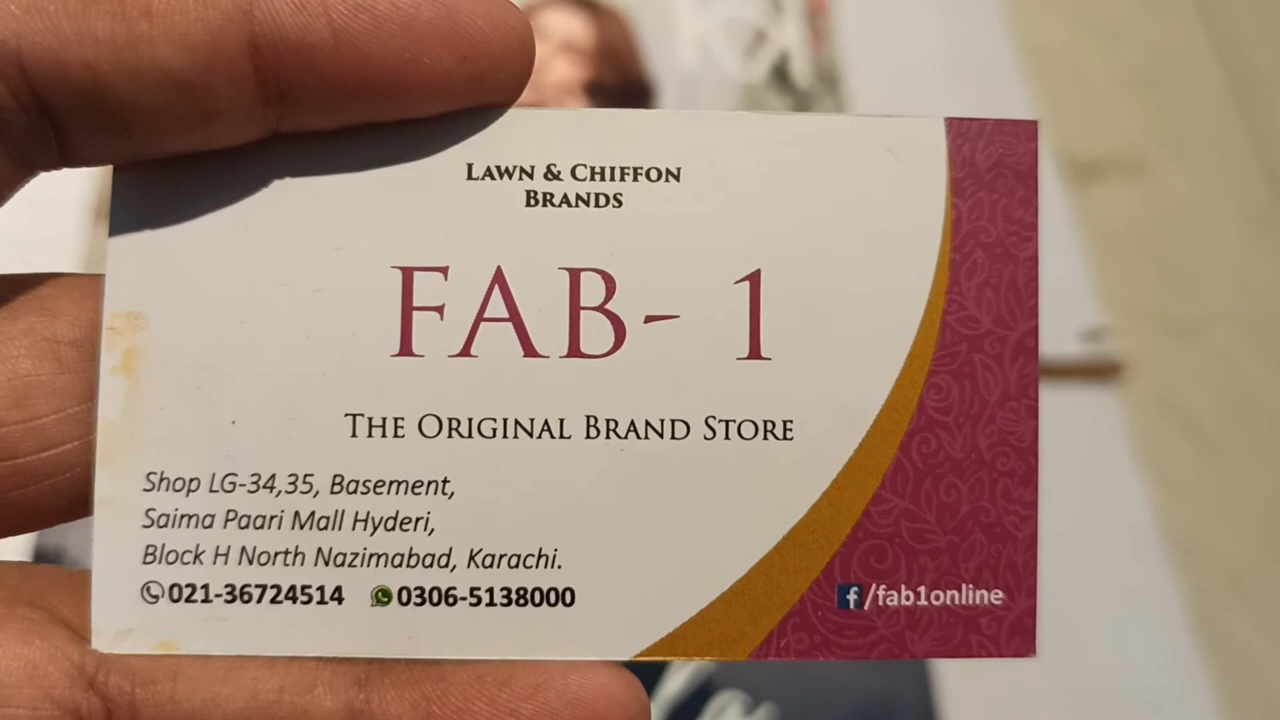 LAWN & CHIFFON
BRANDS
FAB- 1
THE ORIGINAL BRAND STORE
Shop LG-34,35, Basement,
Saima Paari Mall Hyderi,
Block H North Nazimabad, Karachi.
021-36724514 0306-5138000
f/fab1online